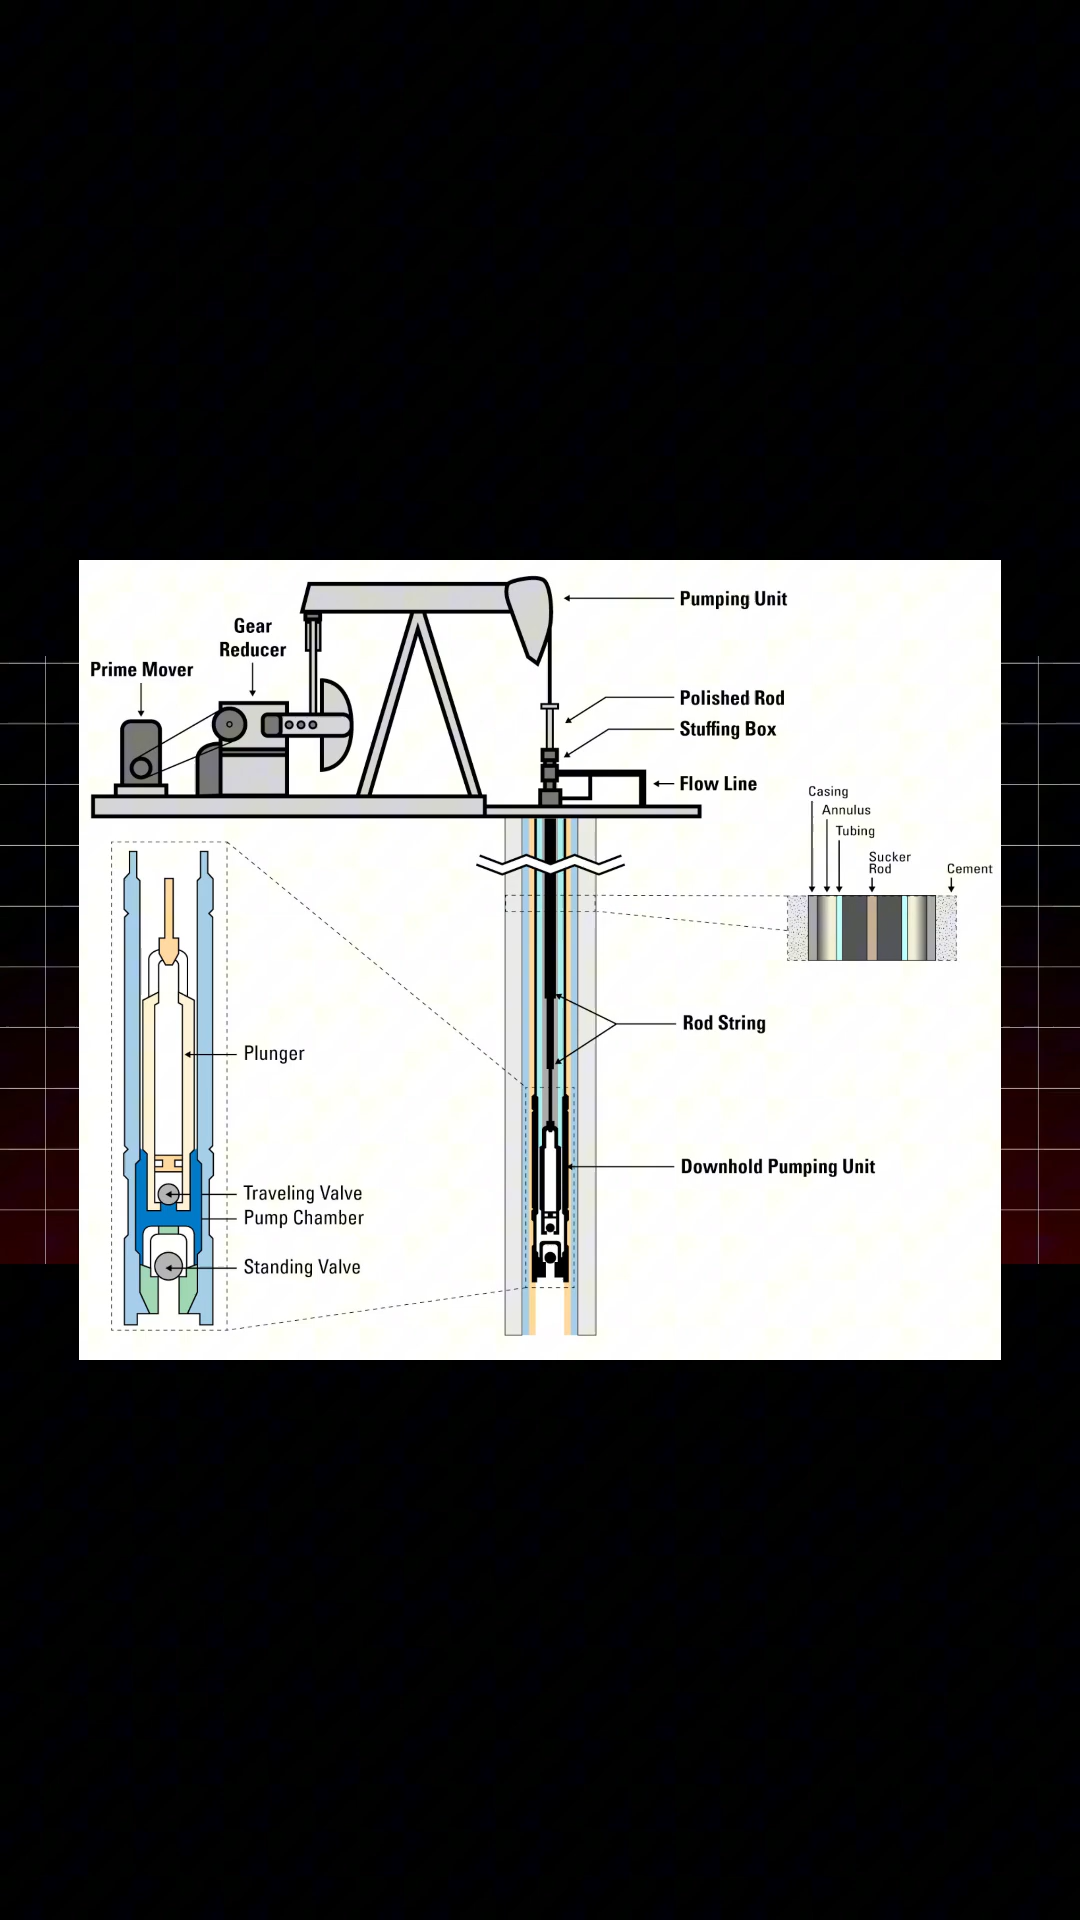 Pumping Unit
Gear
Reducer
Prime Mover
Polished Rod
Stuffing Box
Flow Line
Casing
Annulus
Tubing
Sucker
Rod
Cement
Rod String
Plunger
Downhold Pumping Unit
Traveling Valve
Pump Chamber
Standing Valve